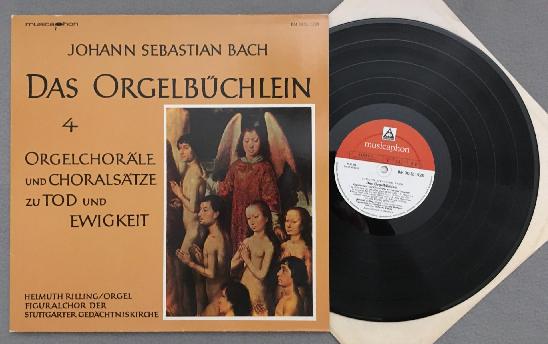 musicaphon
JOHANN SEBASTIAN BACH
DAS ORGELBÜCHLEIN
4
ORGELCHORÄLE
UND CHORALSÄTZE
ZU TOD UND
EWIGKEIT
HELMUTH RILLING/ORGEL
FIGURALCHOR DER
STUTTGARTER GEDÄCHTNISKIRCHE
musicaphon